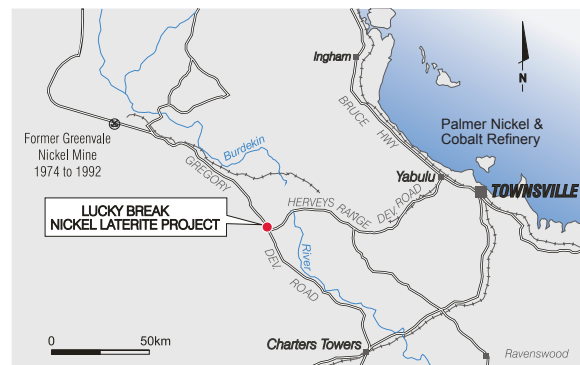 Ingham
N
BRUCE HWY
Palmer Nickel &
Cobalt Refinery
Former Greenvale
Nickel Mine
1974 to 1992
Burdekin
GREGORY
Yabulu
TOWNSVILLE
HERVEYS RANGE DEV. ROAD
LUCKY BREAK
NICKEL LATERITE PROJECT
River
DEV. ROAD
0 50km
Charters Towers
Ravenswood